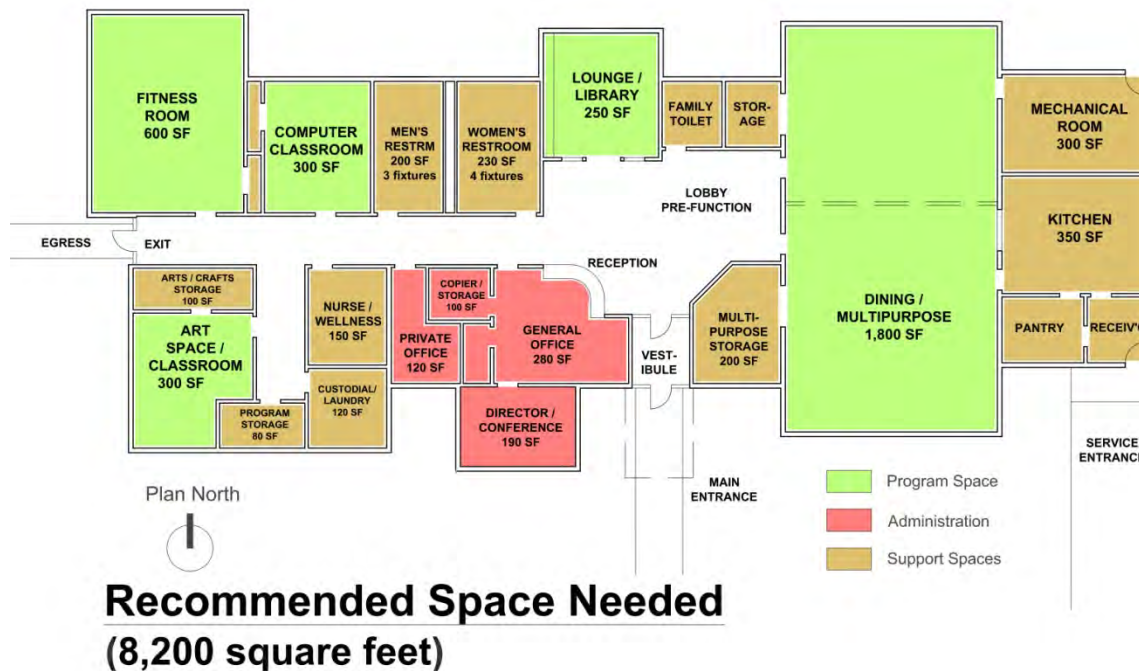 FITNESS
ROOM
600 SF
COMPUTER
CLASSROOM
300 SF
MEN'S
RESTRM
200 SF
3 fixtures
WOMEN'S
RESTROOM
230 SF
4 fixtures
LOUNGE /
LIBRARY
250 SF
FAMILY
TOILET
STOR-
AGE
MECHANICAL
ROOM
300 SF
LOBBY
PRE-FUNCTION
KITCHEN
350 SF
EGRESS
EXIT
RECEPTION
ARTS / CRAFTS
STORAGE
100 SF
ART
SPACE /
CLASSROOM
300 SF
NURSE /
WELLNESS
150 SF
COPIER /
STORAGE
100 SF
PRIVATE
OFFICE
120 SF
GENERAL
OFFICE
280 SF
VEST-
IBULE
MULTI-
PURPOSE
STORAGE
200 SF
DINING /
MULTIPURPOSE
1,800 SF
PANTRY
RECEIV'G
PROGRAM
STORAGE
80 SF
CUSTODIAL/
LAUNDRY
120 SF
DIRECTOR /
CONFERENCE
190 SF
MAIN
ENTRANCE
SERVICE
ENTRANCE
Plan North
Program Space
Administration
Support Spaces
Recommended Space Needed
(8,200 square feet)